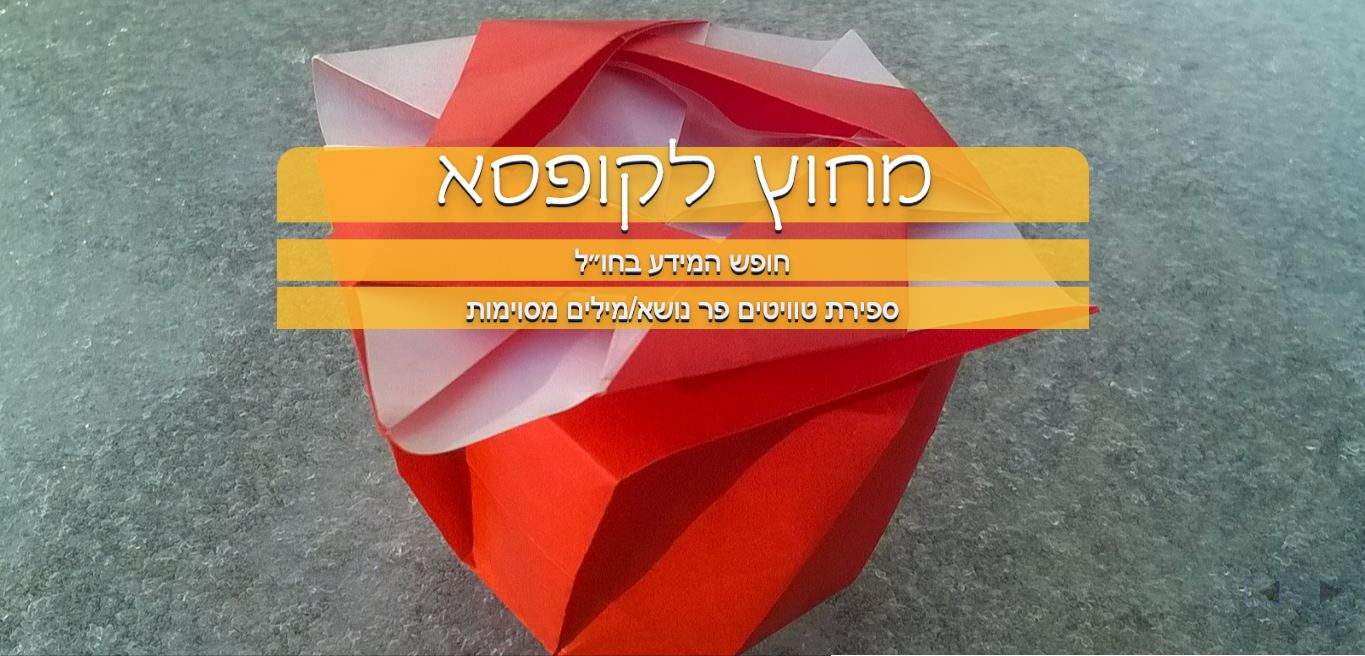 מחוץ לקופסא
חופש המידע בחו״ל
ספירת טוויטים פר נושא/מילים מסוימות